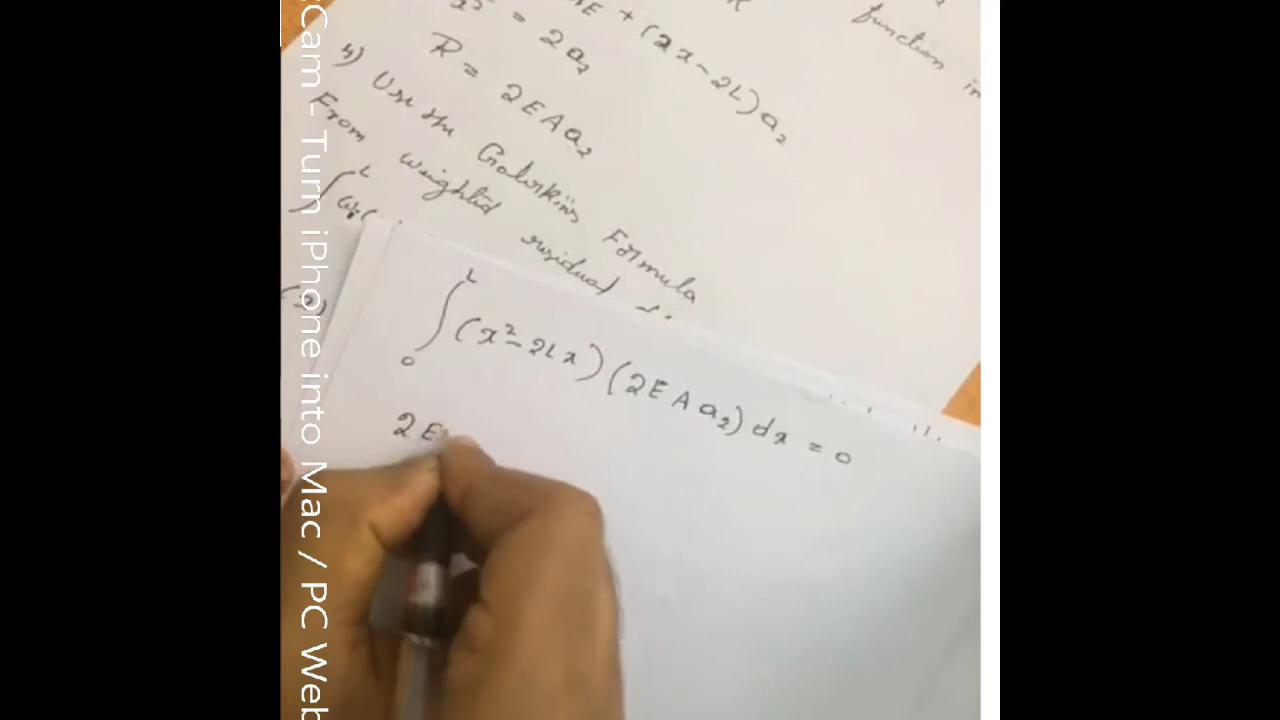 function in
E + (2x-2L) a₂
= 2a₂
R = 2EAa₂
4) Use the Galerkin's Formula
From weighted residual
∫ L
∫₀ᴸ (x²-2Lx) (2EAa₂) dx = 0
2E
Cam - Turn iPhone into Mac / PC Web